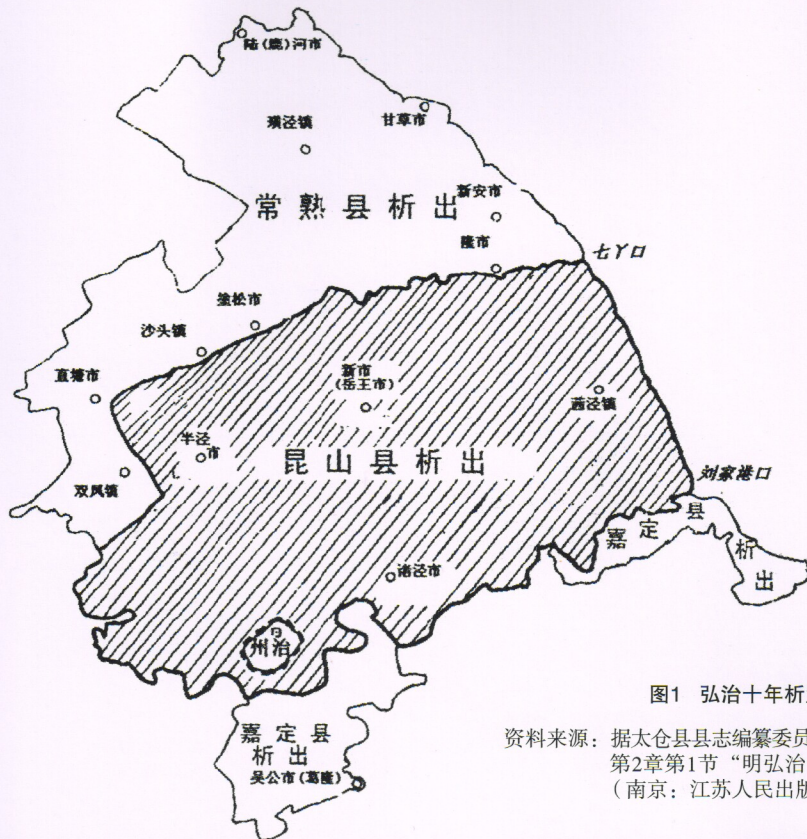 陆(鹿)河市
甘草市
璜泾镇
新安市
常熟县析出
隆市
七丫口
塗松市
沙头镇
新市
(岳王市)
直塘市
茜泾镇
半泾
市
昆山县析出
双凤镇
刘家港口
嘉定县析出
诸泾市
州治
嘉定县
析出
吴公市(葛隆)
图1 弘治十年析
资料来源：据太仓县县志编纂委员
第2章第1节“明弘治
（南京：江苏人民出版